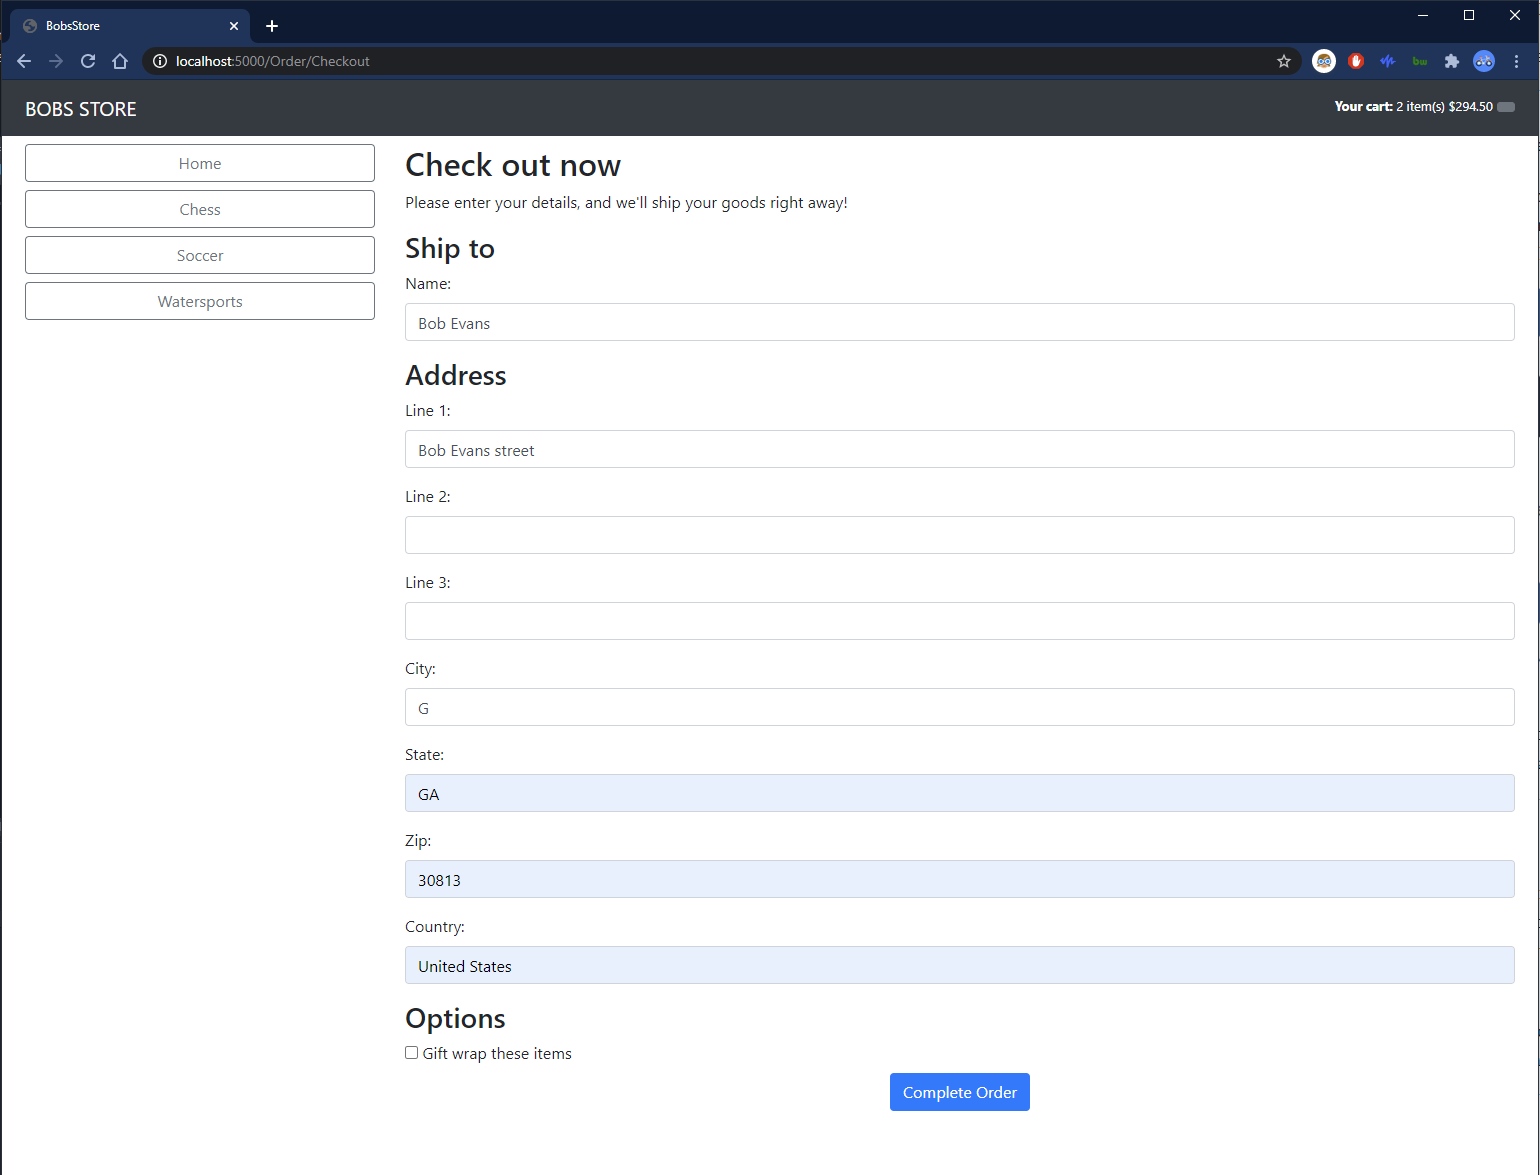 BobsStore
localhost:5000/Order/Checkout
bw
BOBS STORE
Your cart: 2 item(s) $294.50
Home
Chess
Soccer
Watersports
Check out now
Please enter your details, and we'll ship your goods right away!
Ship to
Name:
Bob Evans
Address
Line 1:
Bob Evans street
Line 2:
Line 3:
City:
G
State:
GA
Zip:
30813
Country:
United States
Options
Gift wrap these items
Complete Order